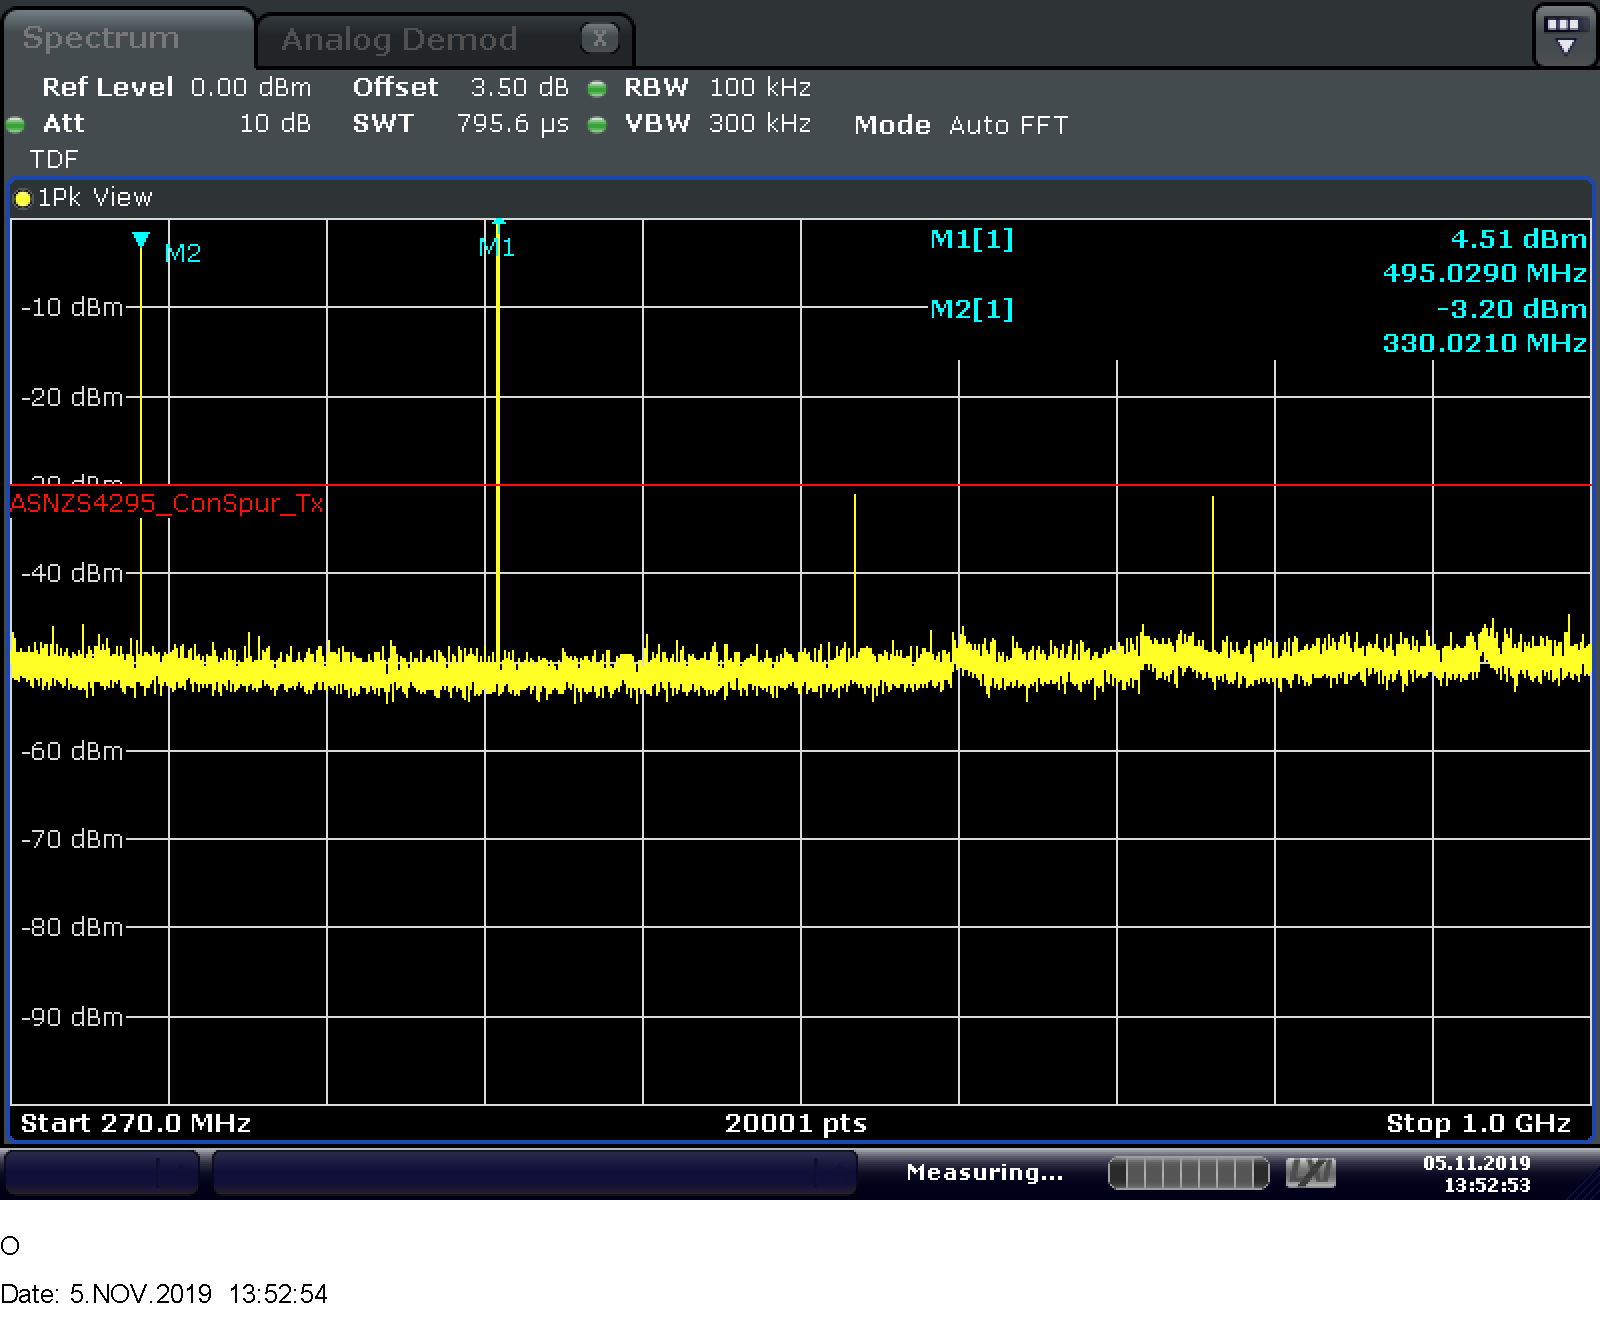 Spectrum Analog Demod X
Ref Level 0.00 dBm Offset 3.50 dB RBW 100 kHz
Att 10 dB SWT 795.6 µs VBW 300 kHz Mode Auto FFT
TDF
1Pk View
M2 M1 M1[1] 4.51 dBm
495.0290 MHz
-10 dBm M2[1] -3.20 dBm
330.0210 MHz
-20 dBm
-30 dBm
ASNZS4295_ConSpur_Tx
-40 dBm
-60 dBm
-70 dBm
-80 dBm
-90 dBm
Start 270.0 MHz 20001 pts Stop 1.0 GHz
Measuring... LXI 05.11.2019
13:52:53
O
Date: 5.NOV.2019 13:52:54